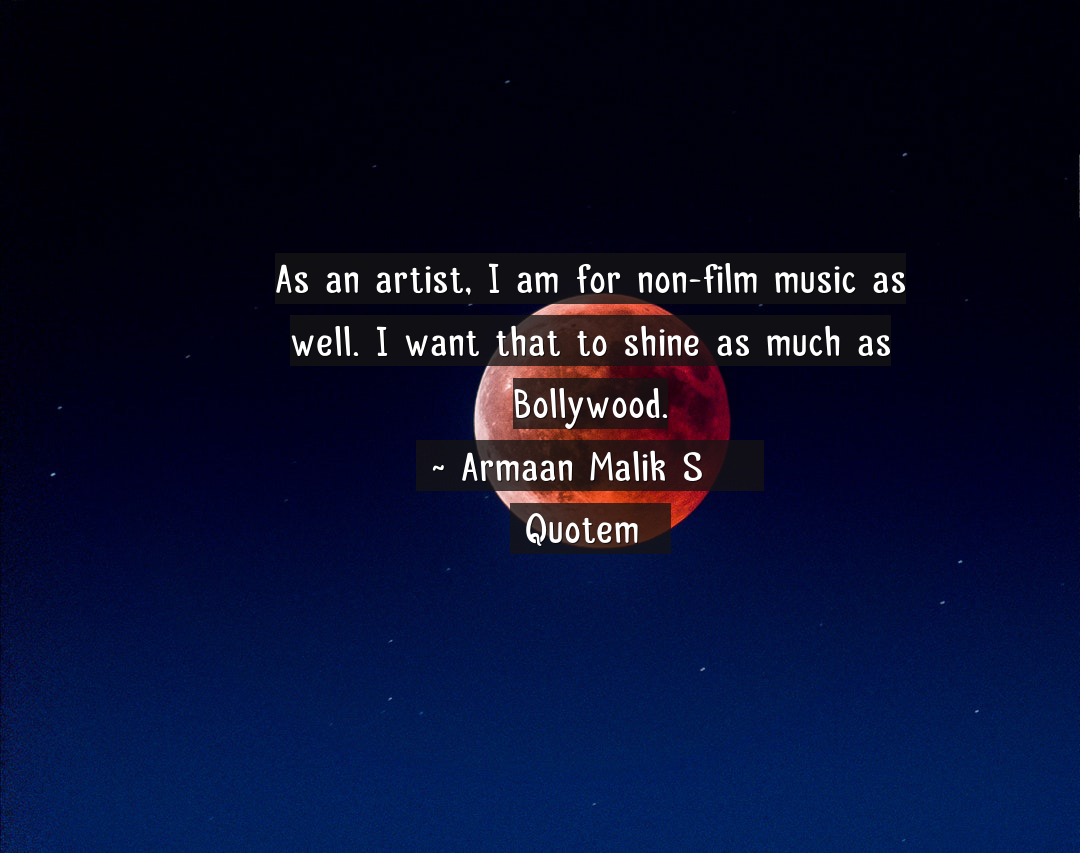 As an artist, I am for non-film music as
well. I want that to shine as much as
Bollywood.
~ Armaan Malik S
Quotem